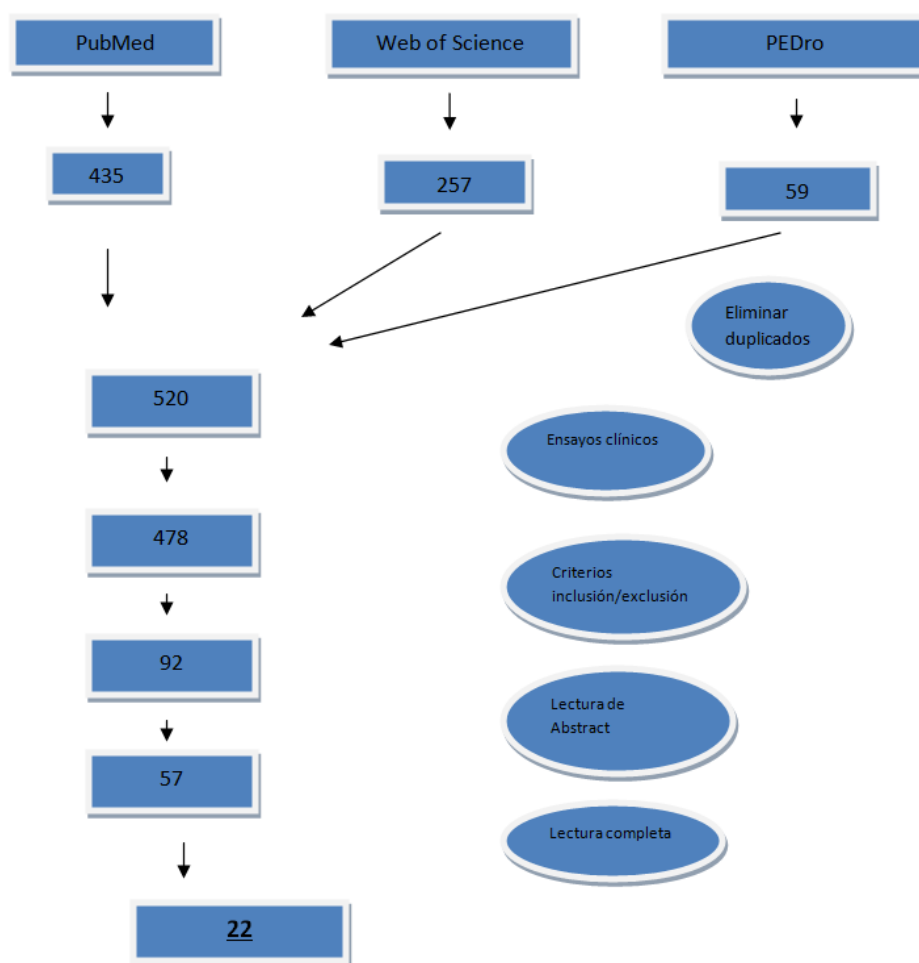 PubMed
Web of Science
PEDro
435
257
59
Eliminar
duplicados
520
Ensayos clínicos
478
Criterios
inclusión/exclusión
92
Lectura de
Abstract
57
Lectura completa
22